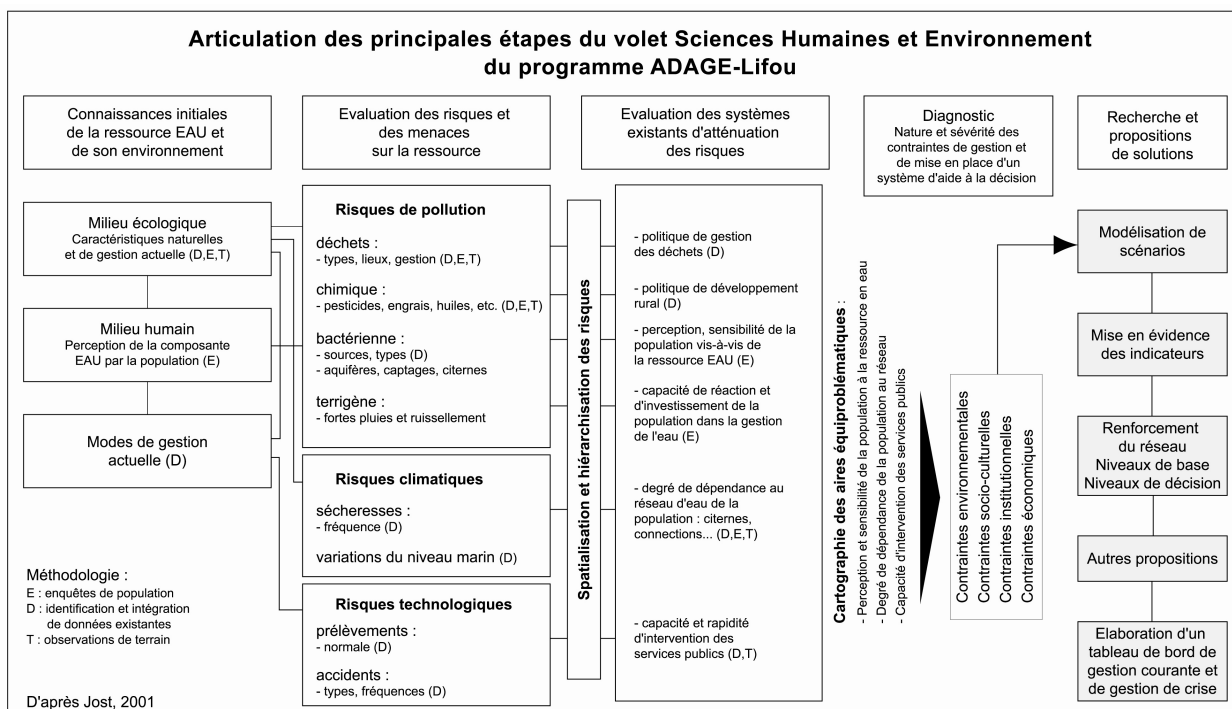 Articulation des principales étapes du volet Sciences Humaines et Environnement
du programme ADAGE-Lifou
Connaissances initiales
de la ressource EAU et
de son environnement
Evaluation des risques et
des menaces
sur la ressource
Evaluation des systèmes
existants d'atténuation
des risques
Diagnostic
Nature et sévérité des
contraintes de gestion et
de mise en place d'un
système d'aide à la décision
Recherche et
propositions
de solutions
Milieu écologique
Caractéristiques naturelles
et de gestion actuelle (D,E,T)
Milieu humain
Perception de la composante
EAU par la population (E)
Modes de gestion
actuelle (D)
Méthodologie :
E : enquêtes de population
D : identification et intégration
de données existantes
T : observations de terrain
D'après Jost, 2001
Risques de pollution
déchets :
- types, lieux, gestion (D,E,T)
chimique :
- pesticides, engrais, huiles, etc. (D,E,T)
bactérienne :
- sources, types (D)
- aquifères, captages, citernes
terrigène :
- fortes pluies et ruissellement
Risques climatiques
sécheresses :
- fréquence (D)
variations du niveau marin (D)
Risques technologiques
prélèvements :
- normale (D)
accidents :
- types, fréquences (D)
Spatialisation et hiérarchisation des risques
- politique de gestion
des déchets (D)
- politique de développement
rural (D)
- perception, sensibilité de la
population vis-à-vis de
la ressource EAU (E)
- capacité de réaction et
d'investissement de la
population dans la gestion
de l'eau (E)
- degré de dépendance au
réseau d'eau de la
population : citernes,
connections... (D,E,T)
- capacité et rapidité
d'intervention des
services publics (D,T)
Cartographie des aires équiproblématiques :
- Perception et sensibilité de la population à la ressource en eau
- Degré de dépendance de la population au réseau
- Capacité d'intervention des services publics
Contraintes environnementales
Contraintes socio-culturelles
Contraintes institutionnelles
Contraintes économiques
Modélisation de
scénarios
Mise en évidence
des indicateurs
Renforcement
du réseau
Niveaux de base
Niveaux de décision
Autres propositions
Elaboration d'un
tableau de bord de
gestion courante et
de gestion de crise